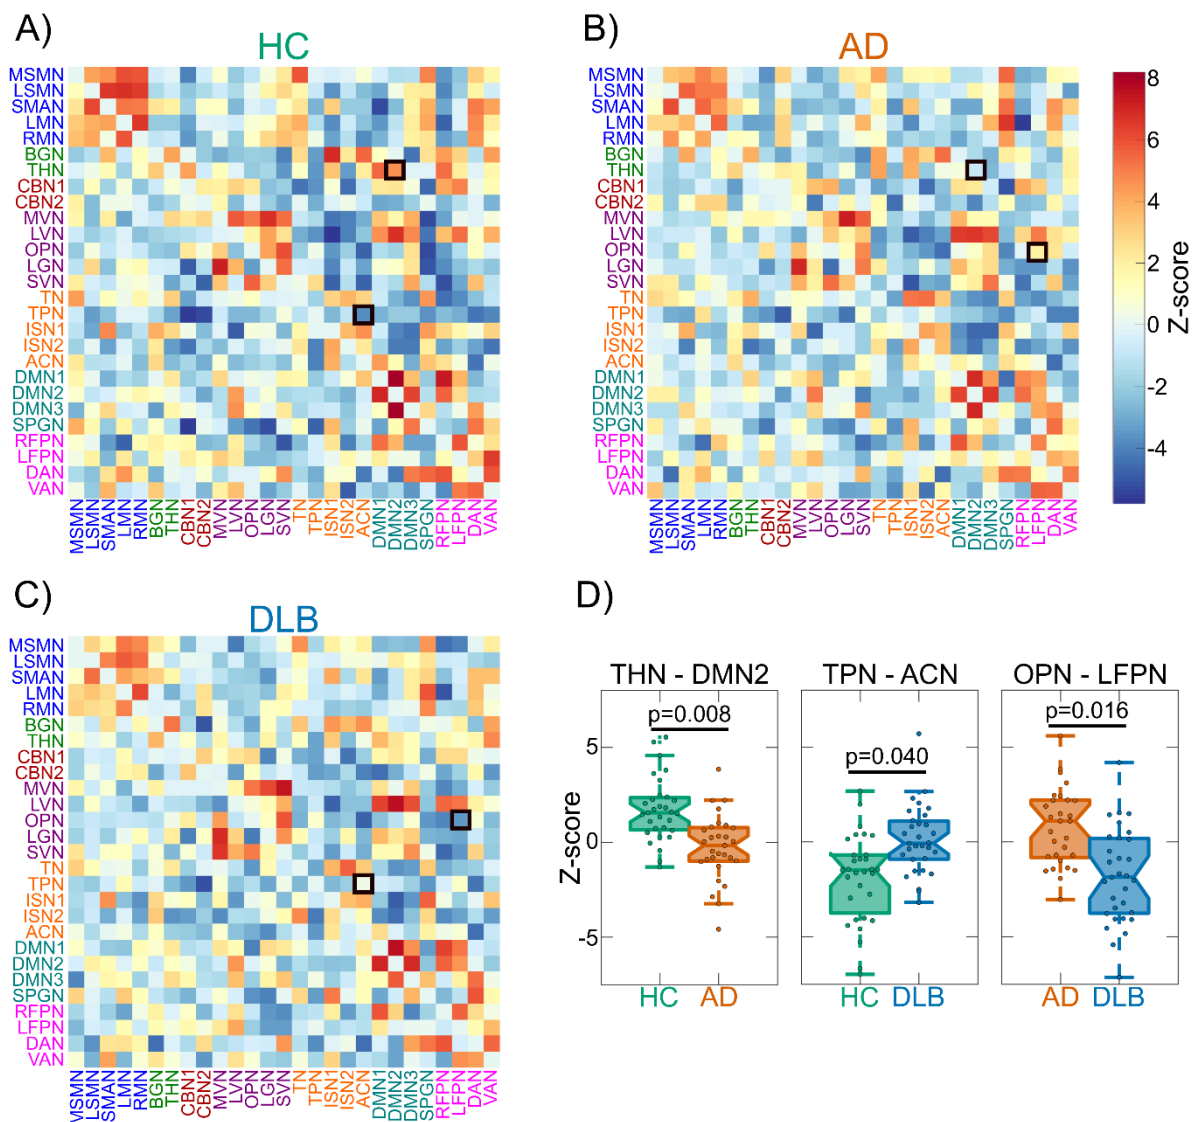 A)
HC
MSMN
LSMN
SMAN
LMN
RMN
BGN
THN
CBN1
CBN2
MVN
LVN
OPN
LGN
SVN
TN
TPN
ISN1
ISN2
ACN
DMN1
DMN2
DMN3
SPGN
RFPN
LFPN
DAN
VAN
MSMN LSMN SMAN LMN RMN BGN THN CBN1 CBN2 MVN LVN OPN LGN SVN TN TPN ISN1 ISN2 ACN DMN1 DMN2 DMN3 SPGN RFPN LFPN DAN VAN
B)
AD
MSMN
LSMN
SMAN
LMN
RMN
BGN
THN
CBN1
CBN2
MVN
LVN
OPN
LGN
SVN
TN
TPN
ISN1
ISN2
ACN
DMN1
DMN2
DMN3
SPGN
RFPN
LFPN
DAN
VAN
MSMN LSMN SMAN LMN RMN BGN THN CBN1 CBN2 MVN LVN OPN LGN SVN TN TPN ISN1 ISN2 ACN DMN1 DMN2 DMN3 SPGN RFPN LFPN DAN VAN
8
6
4
2
0
-2
-4
Z-score
C)
DLB
MSMN
LSMN
SMAN
LMN
RMN
BGN
THN
CBN1
CBN2
MVN
LVN
OPN
LGN
SVN
TN
TPN
ISN1
ISN2
ACN
DMN1
DMN2
DMN3
SPGN
RFPN
LFPN
DAN
VAN
MSMN LSMN SMAN LMN RMN BGN THN CBN1 CBN2 MVN LVN OPN LGN SVN TN TPN ISN1 ISN2 ACN DMN1 DMN2 DMN3 SPGN RFPN LFPN DAN VAN
D)
THN - DMN2
TPN - ACN
OPN - LFPN
p=0.008
p=0.040
p=0.016
Z-score
5
0
-5
HC AD
HC DLB
AD DLB